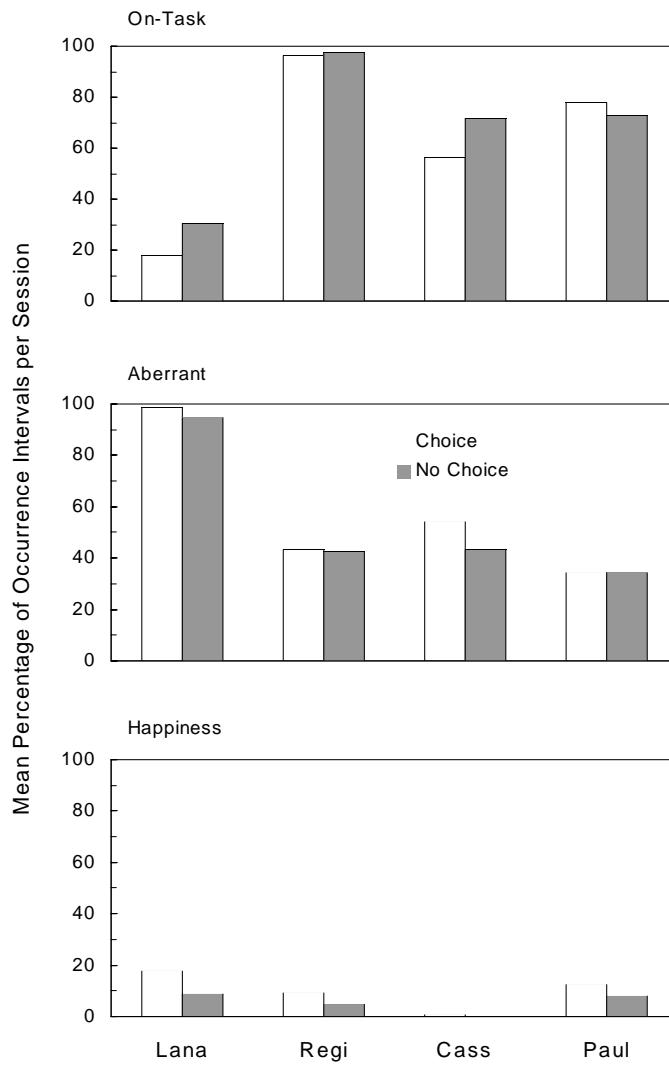 On-Task
100
80
60
40
20
0
Mean Percentage of Occurrence Intervals per Session
Aberrant
100
80
60
40
20
0
Choice
No Choice
Happiness
100
80
60
40
20
0
Lana Regi Cass Paul